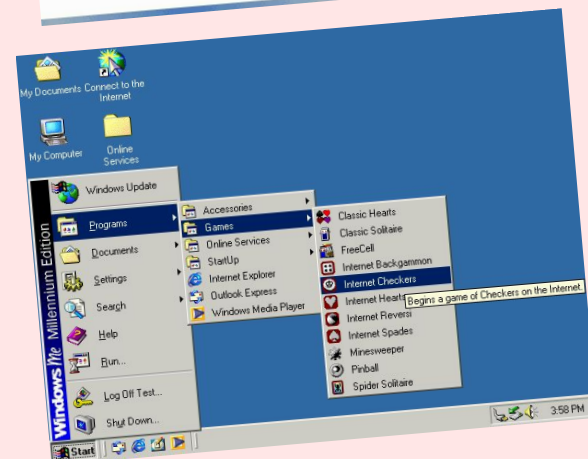 My Documents
Connect to the
Internet
My Computer
Online
Services
Windows Me Millennium Edition
Windows Update
Programs
Documents
Settings
Search
Help
Run...
Log Off Test...
Shut Down...
Accessories
Games
Online Services
StartUp
Internet Explorer
Outlook Express
Windows Media Player
Classic Hearts
Classic Solitaire
FreeCell
Internet Backgammon
Internet Checkers
Internet Hearts
Begins a game of Checkers on the Internet.
Internet Reversi
Internet Spades
Minesweeper
Pinball
Spider Solitaire
Start
3:58 PM